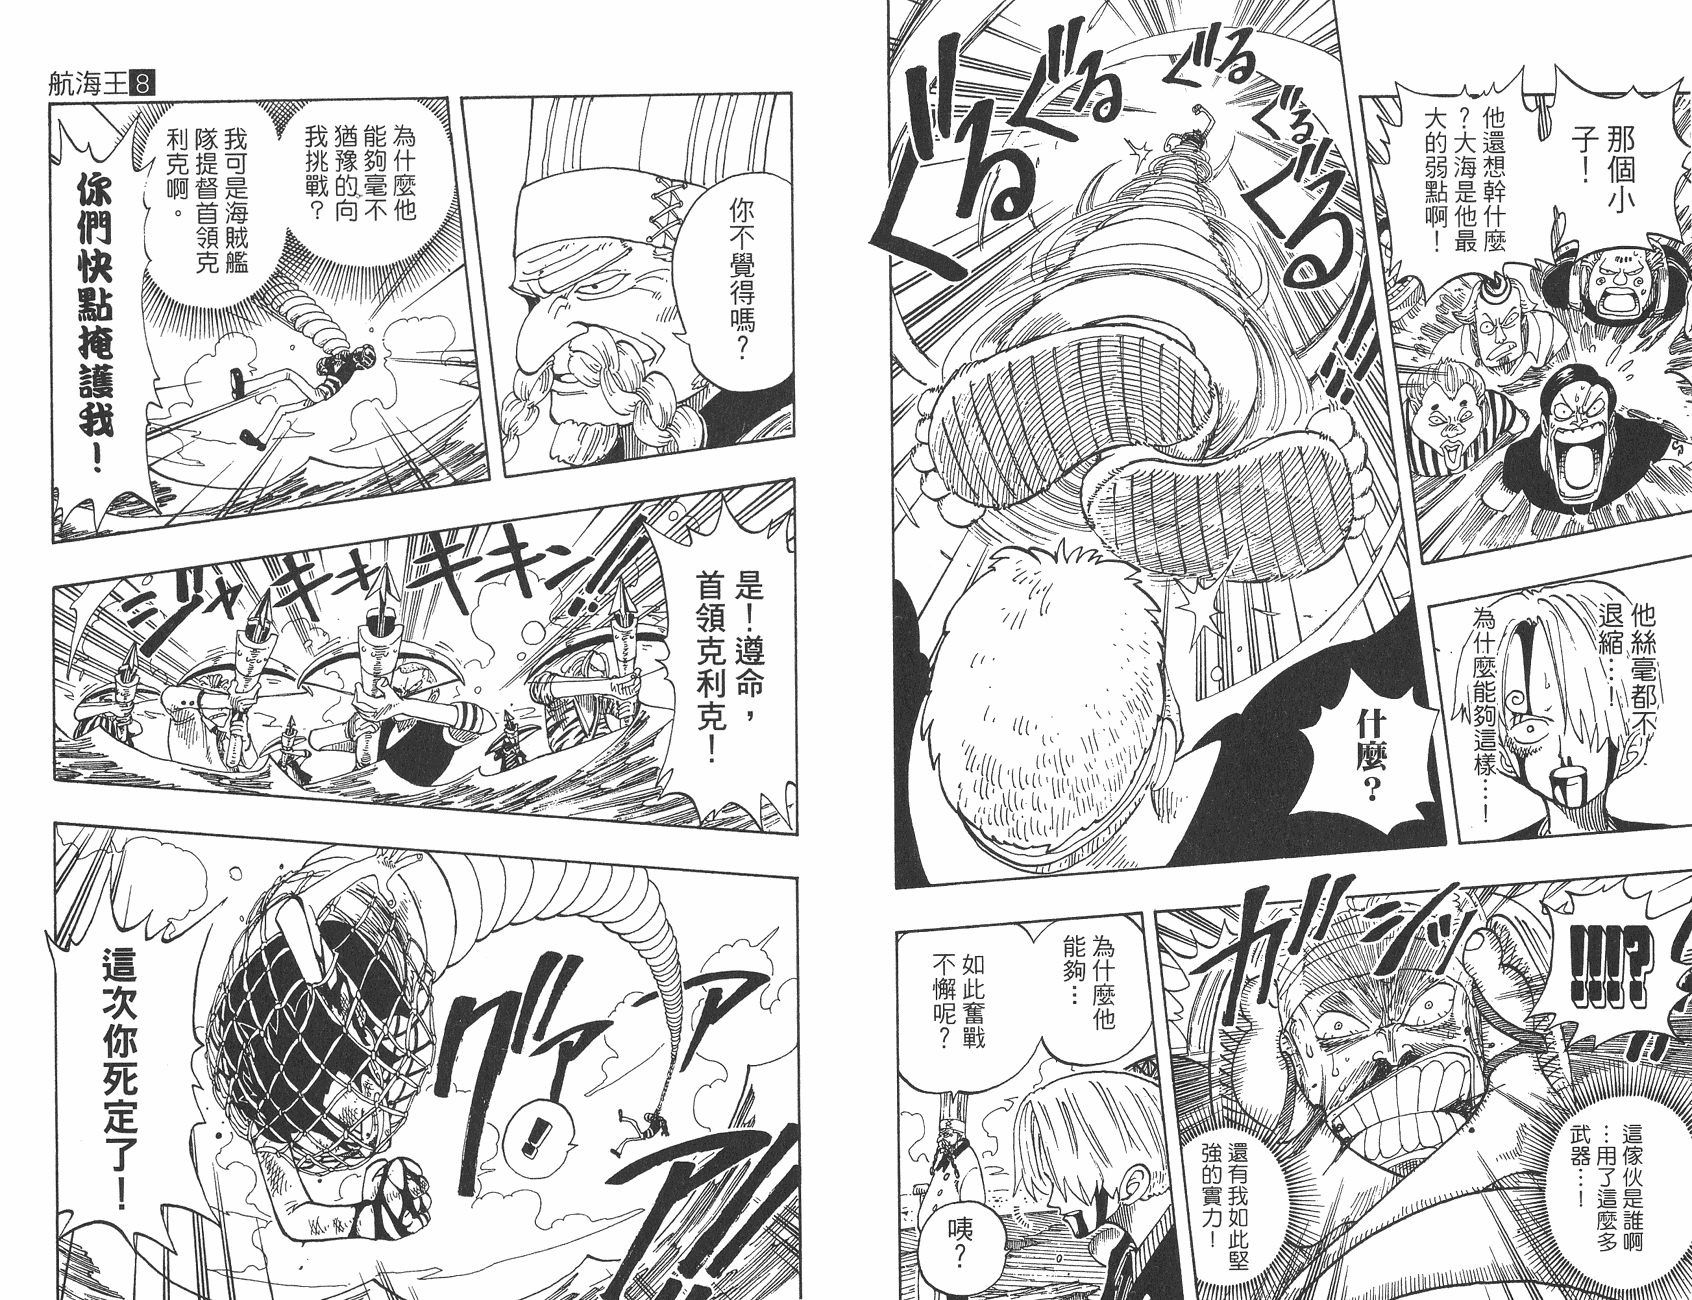 那個小
子！
他還想幹什麼
？大海是他最
大的弱點啊！
ぐるぐるぐるぐるぐるぐる!!!
他絲毫都不
退縮…！
為什麼能夠這樣…！
什麼？
!!!!?
ガバッ
這傢伙是誰啊
…用了這麼多
武器…！
還有我如此堅
強的實力！
為什麼他
能夠…
如此奮戰
不懈呢？
咦？
航海王8
你不覺得嗎？
為什麼他
能夠毫不
猶豫的向
我挑戰？
我可是海賊艦
隊提督首領克
利克啊。
你們快點掩護我！
是！遵命，
首領克利克！
ジャキキキキン!!
グァアア!!
！
這次你死定了！